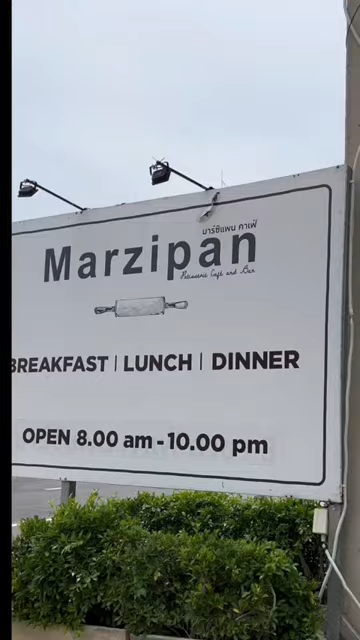 มาร์ซิแพน คาเฟ่
Marzipan
Patisserie Café and Bar
BREAKFAST | LUNCH | DINNER
OPEN 8.00 am - 10.00 pm